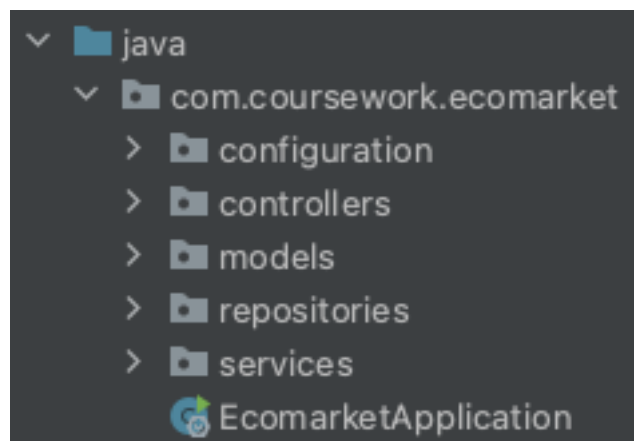 java
com.coursework.ecomarket
configuration
controllers
models
repositories
services
EcomarketApplication